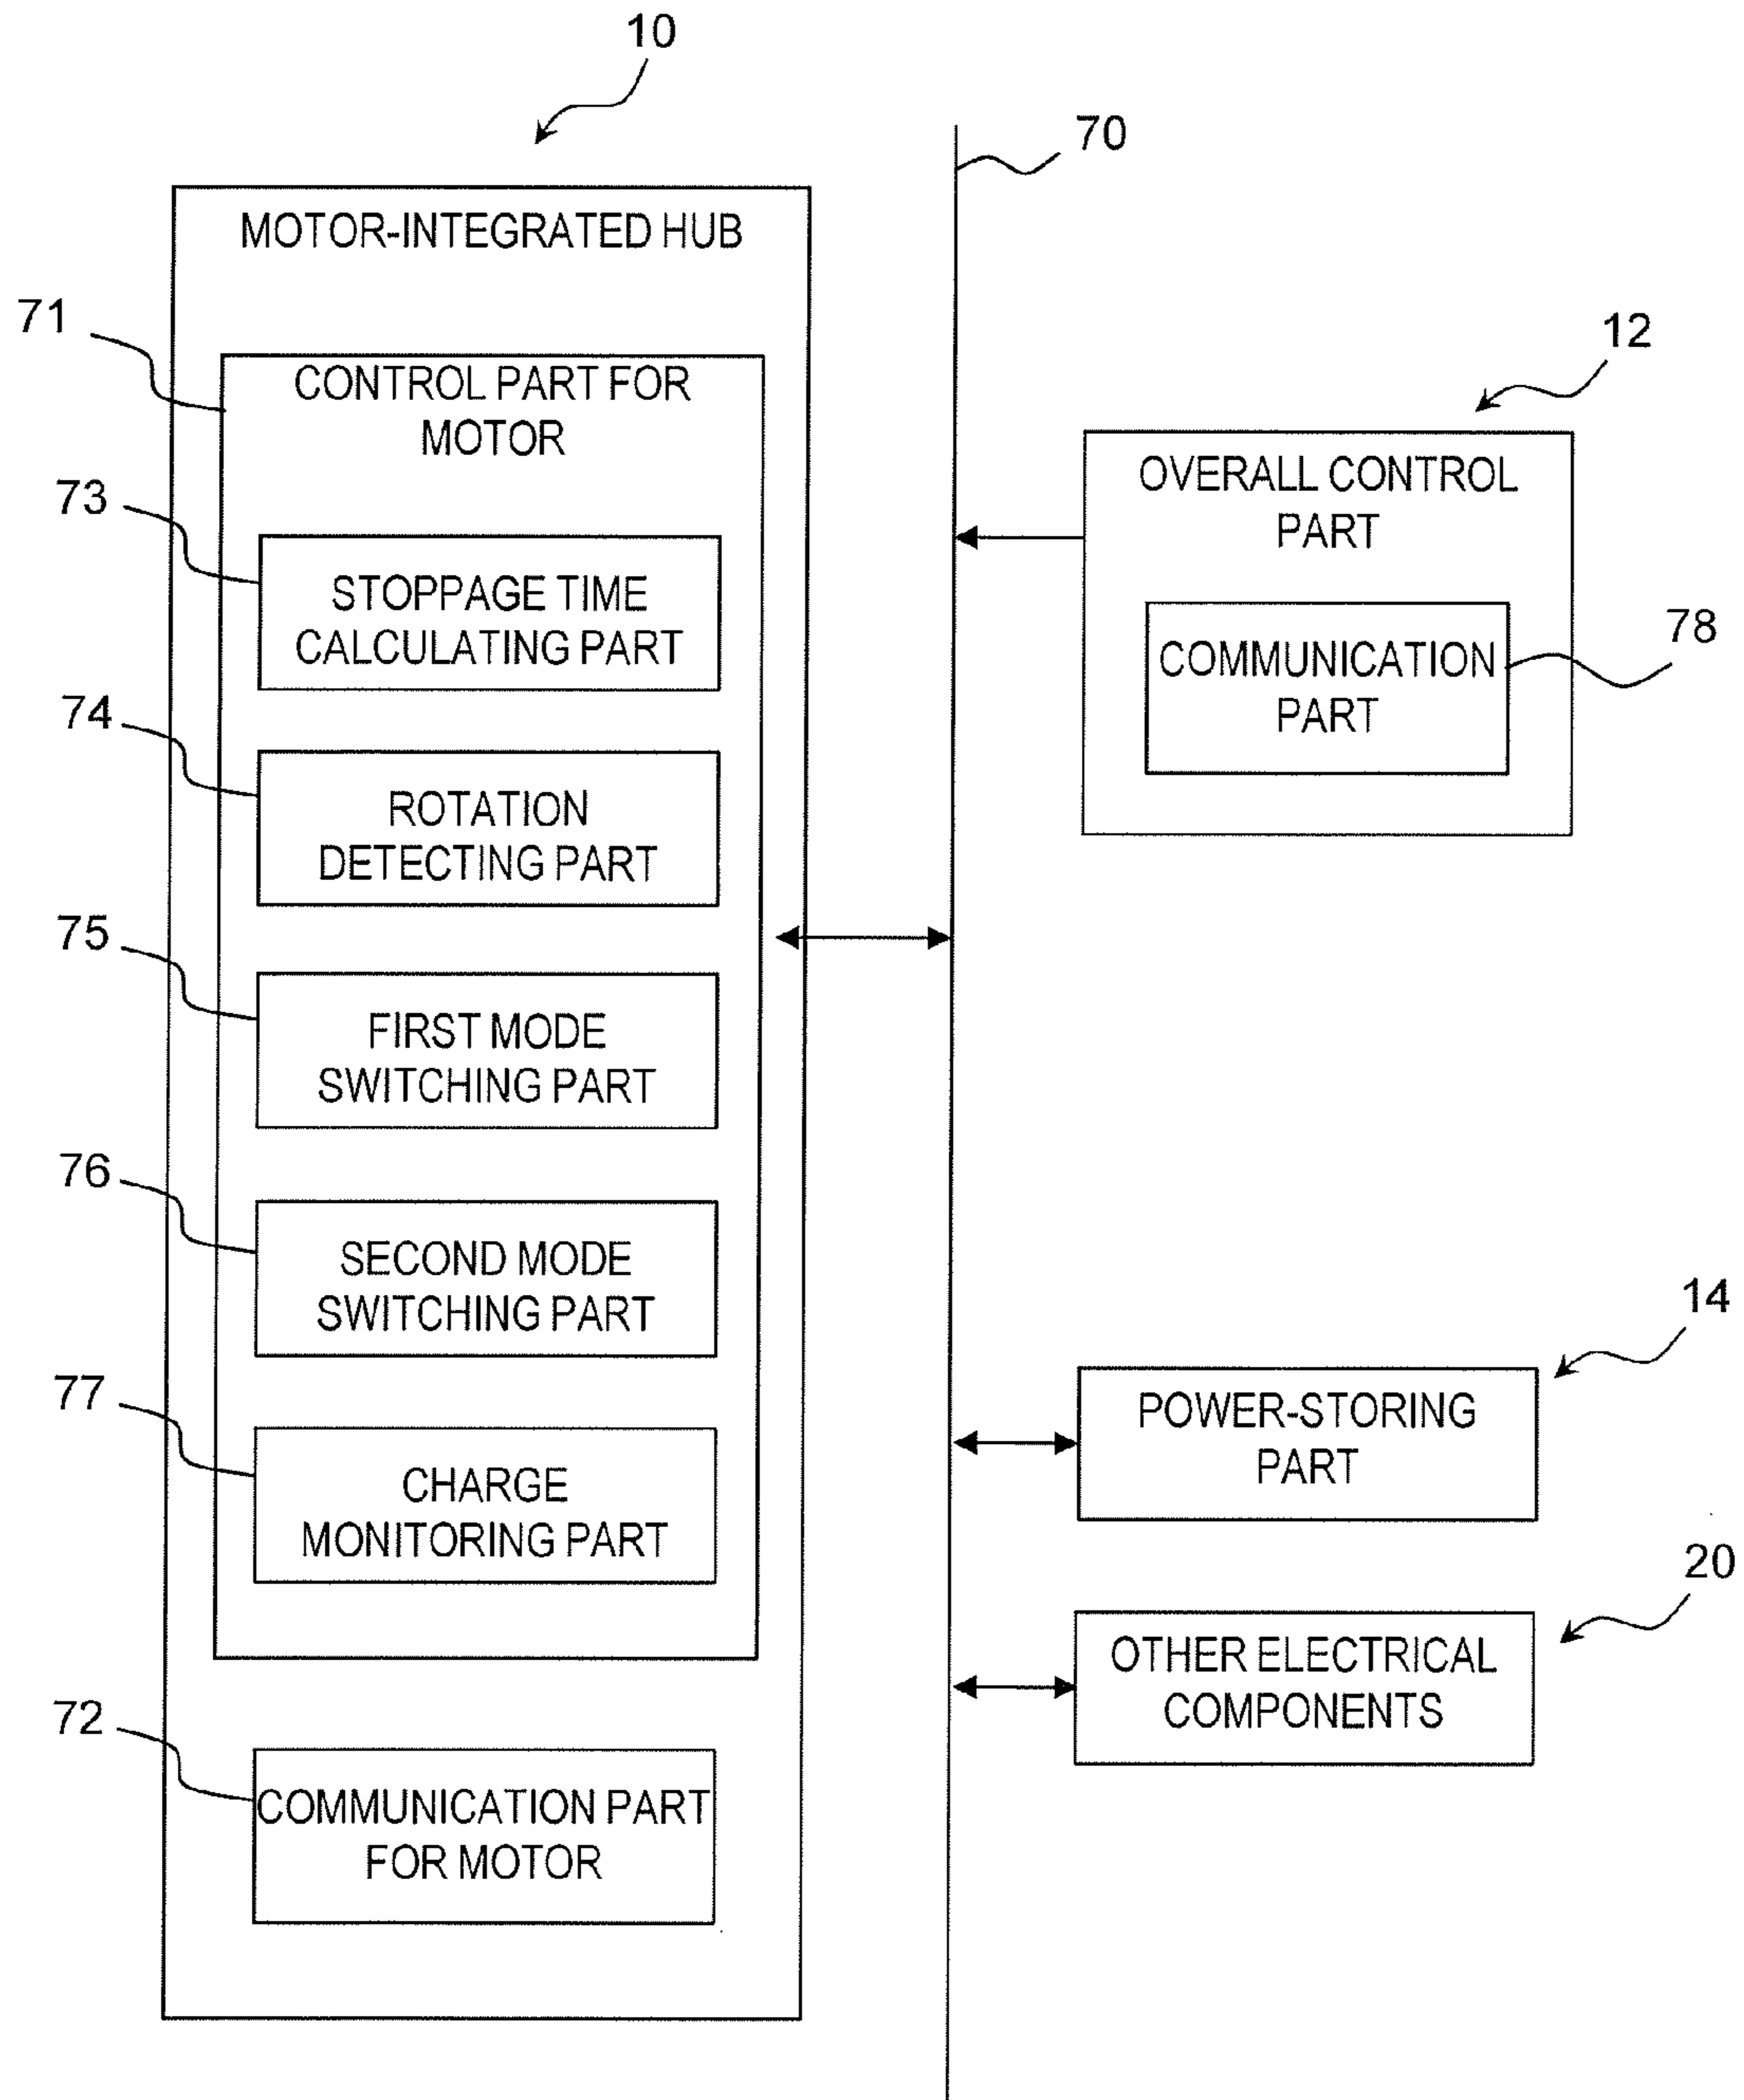 10
70
MOTOR-INTEGRATED HUB
71
CONTROL PART FOR
MOTOR
73
STOPPAGE TIME
CALCULATING PART
74
ROTATION
DETECTING PART
75
FIRST MODE
SWITCHING PART
76
SECOND MODE
SWITCHING PART
77
CHARGE
MONITORING PART
72
COMMUNICATION PART
FOR MOTOR
12
OVERALL CONTROL
PART
78
COMMUNICATION
PART
14
POWER-STORING
PART
20
OTHER ELECTRICAL
COMPONENTS